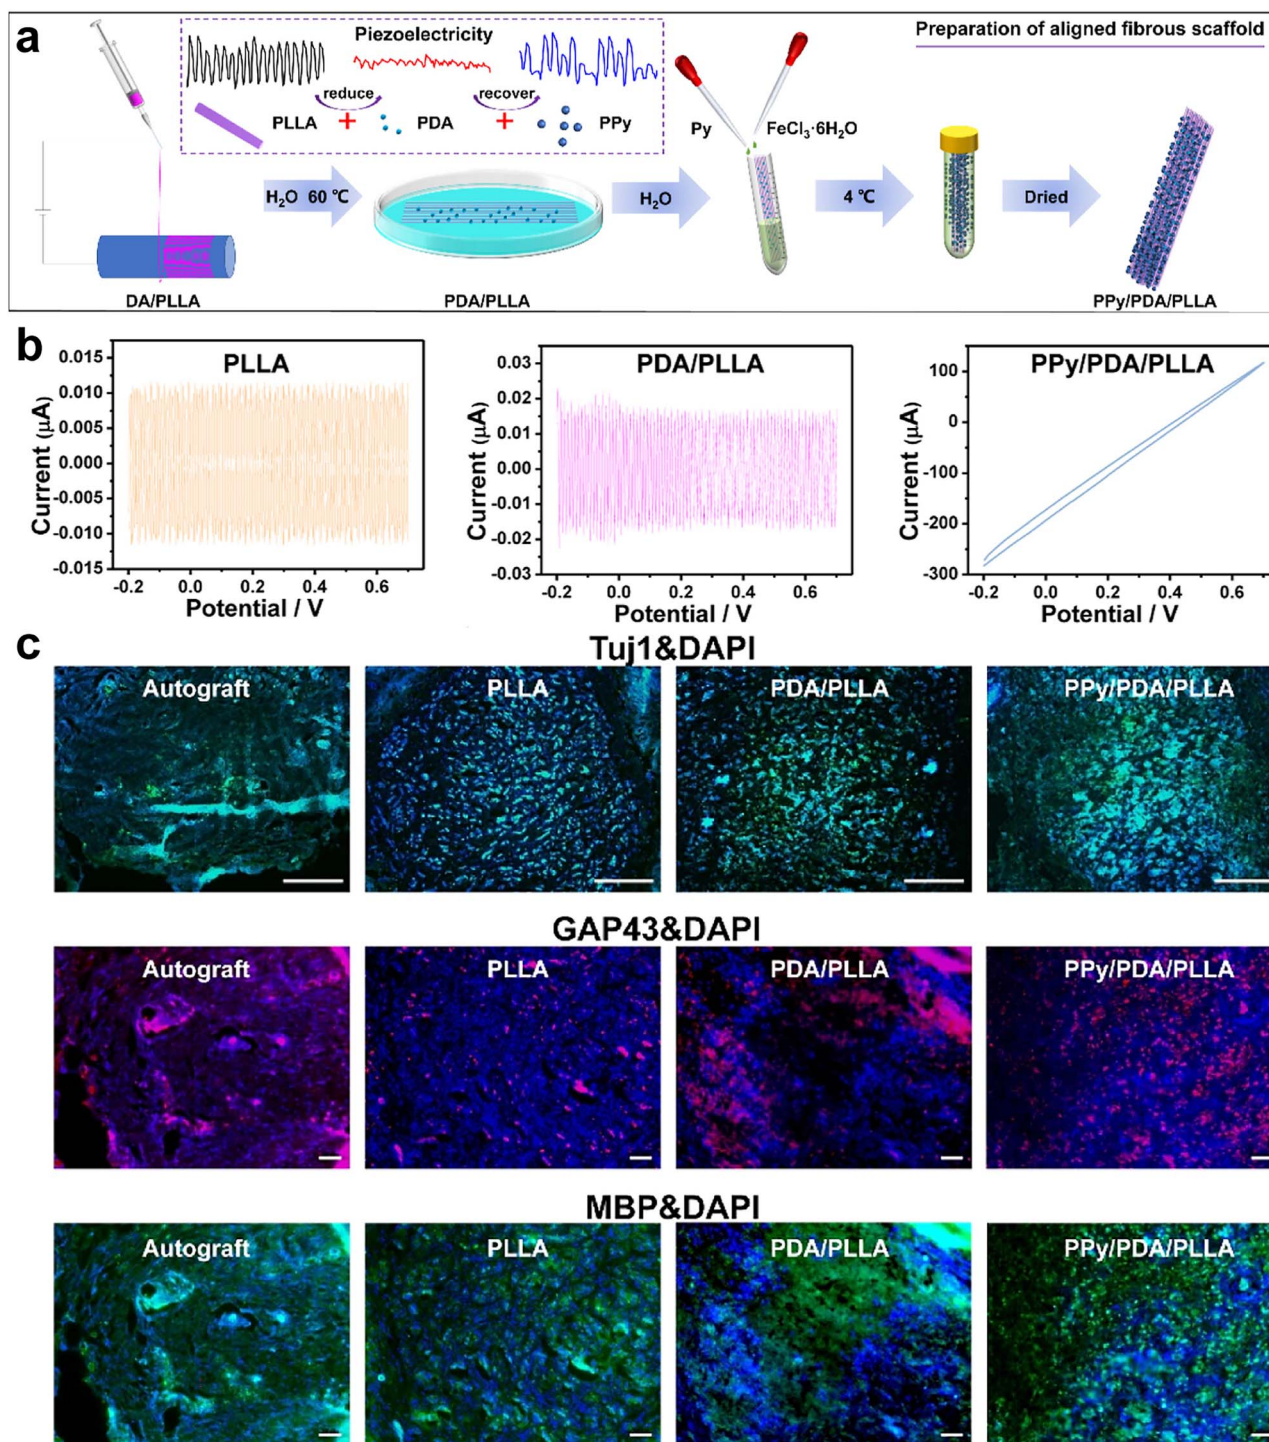 a
Preparation of aligned fibrous scaffold
Piezoelectricity
reduce
recover
PLLA + PDA + PPy
Py
FeCl₃·6H₂O
H₂O 60 ℃
H₂O
4 ℃
Dried
DA/PLLA
PDA/PLLA
PPy/PDA/PLLA
b
PLLA
Current (μA)
0.015
0.010
0.005
0.000
-0.005
-0.010
-0.015
-0.2 0.0 0.2 0.4 0.6
Potential / V
PDA/PLLA
Current (μA)
0.03
0.02
0.01
0.00
-0.01
-0.02
-0.03
-0.2 0.0 0.2 0.4 0.6
Potential / V
PPy/PDA/PLLA
Current (μA)
100
0
-100
-200
-300
-0.2 0.0 0.2 0.4 0.6
Potential / V
c
Tuj1&DAPI
Autograft PLLA PDA/PLLA PPy/PDA/PLLA
GAP43&DAPI
Autograft PLLA PDA/PLLA PPy/PDA/PLLA
MBP&DAPI
Autograft PLLA PDA/PLLA PPy/PDA/PLLA